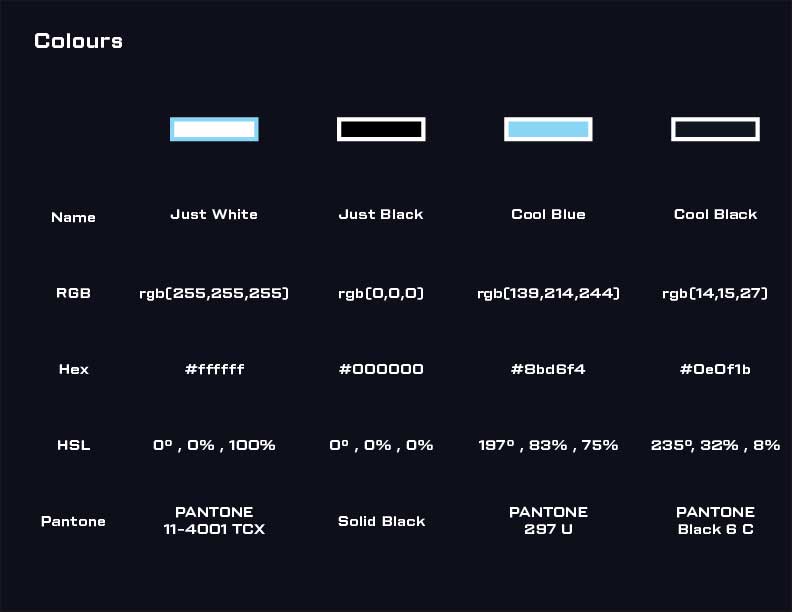 Colours
Name Just White Just Black Cool Blue Cool Black
RGB rgb(255,255,255) rgb(0,0,0) rgb(139,214,244) rgb(14,15,27)
Hex #ffffff #000000 #8bd6f4 #0e0f1b
HSL 0º , 0% , 100% 0º , 0% , 0% 197º , 83% , 75% 235º, 32% , 8%
Pantone PANTONE 11-4001 TCX Solid Black PANTONE 297 U PANTONE Black 6 C